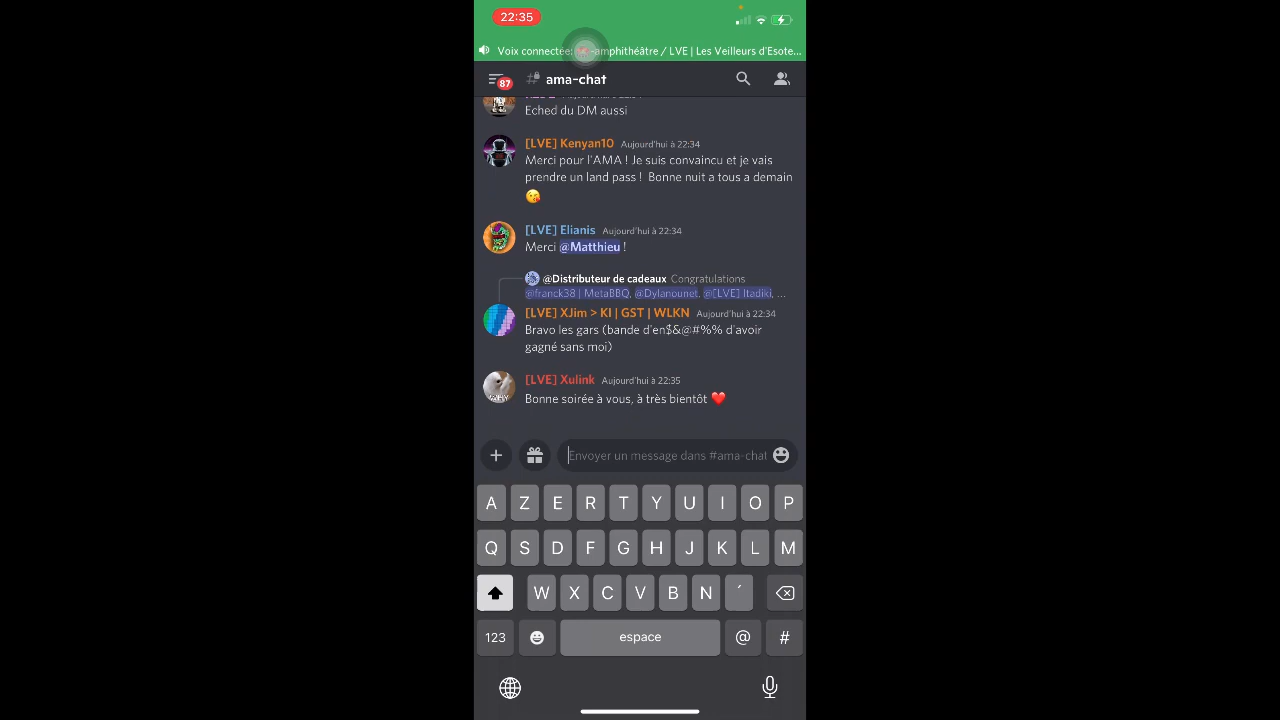 22:35
Voix connectée: -amphithéâtre / LVE | Les Veilleurs d'Esote...
87
ama-chat
Eched du DM aussi
[LVE] Kenyan10 Aujourd'hui à 22:34
Merci pour l'AMA ! Je suis convaincu et je vais
prendre un land pass ! Bonne nuit a tous a demain
😘
[LVE] Elianis Aujourd'hui à 22:34
Merci @Matthieu !
@Distributeur de cadeaux Congratulations
@franck38 | MetaBBQ, @Dylanounet, @[LVE] Itadiki, ...
[LVE] XJim > KI | GST | WLKN Aujourd'hui à 22:34
Bravo les gars (bande d'en$&@#%% d'avoir
gagné sans moi)
[LVE] Xulink Aujourd'hui à 22:35
Bonne soirée à vous, à très bientôt ❤️
Envoyer un message dans #ama-chat
A Z E R T Y U I O P
Q S D F G H J K L M
W X C V B N ´
123 espace @ #